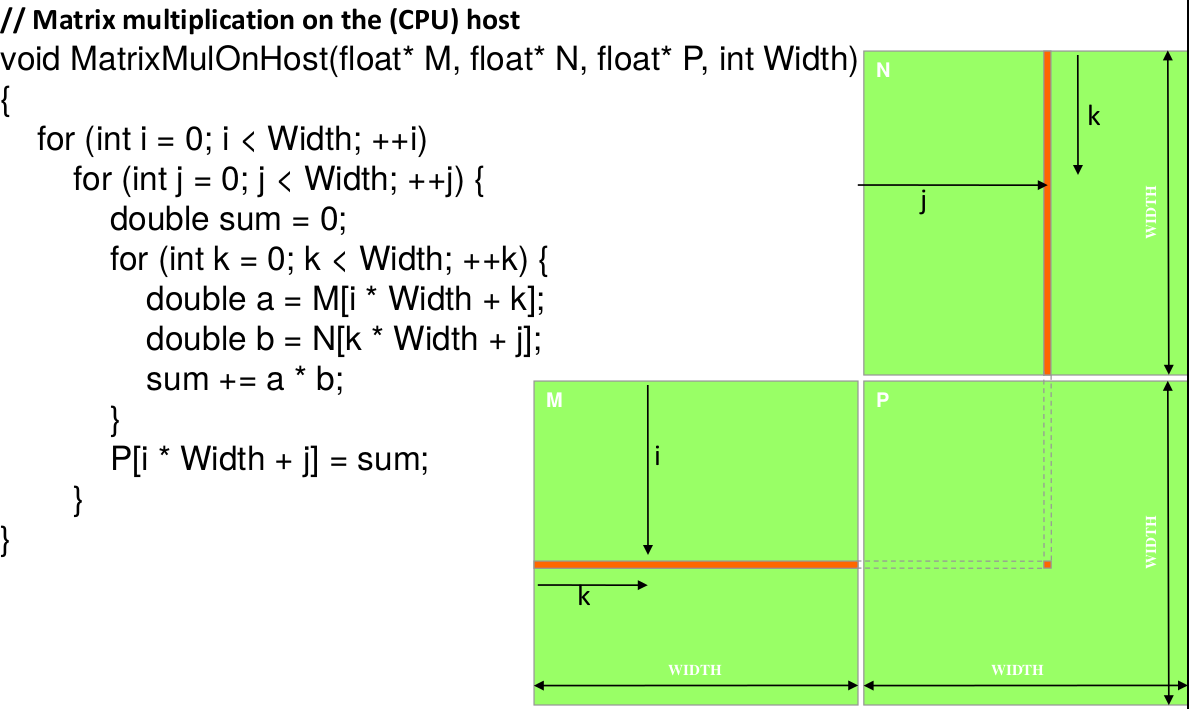 // Matrix multiplication on the (CPU) host
void MatrixMulOnHost(float* M, float* N, float* P, int Width)
{
for (int i = 0; i < Width; ++i)
for (int j = 0; j < Width; ++j) {
double sum = 0;
for (int k = 0; k < Width; ++k) {
double a = M[i * Width + k];
double b = N[k * Width + j];
sum += a * b;
}
P[i * Width + j] = sum;
}
}
N
k
j
WIDTH
M
i
k
WIDTH
P
WIDTH
WIDTH